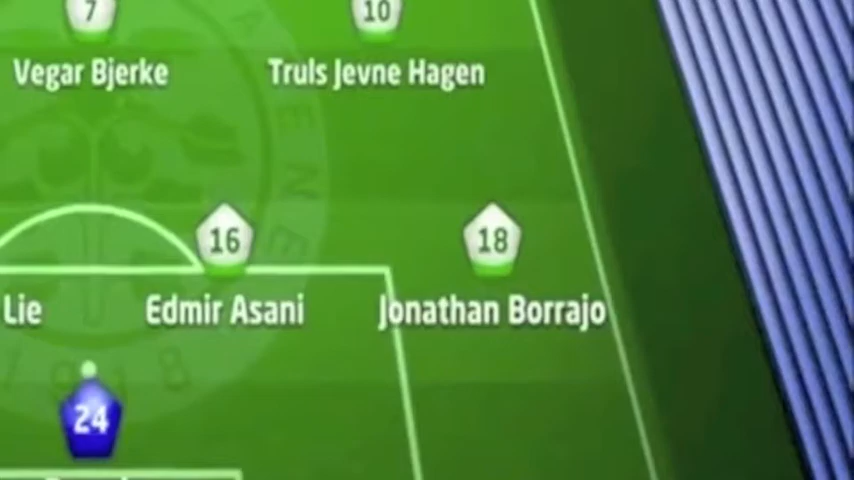 7 10
Vegar Bjerke Truls Jevne Hagen
16 18
Lie Edmir Asani Jonathan Borrajo
24